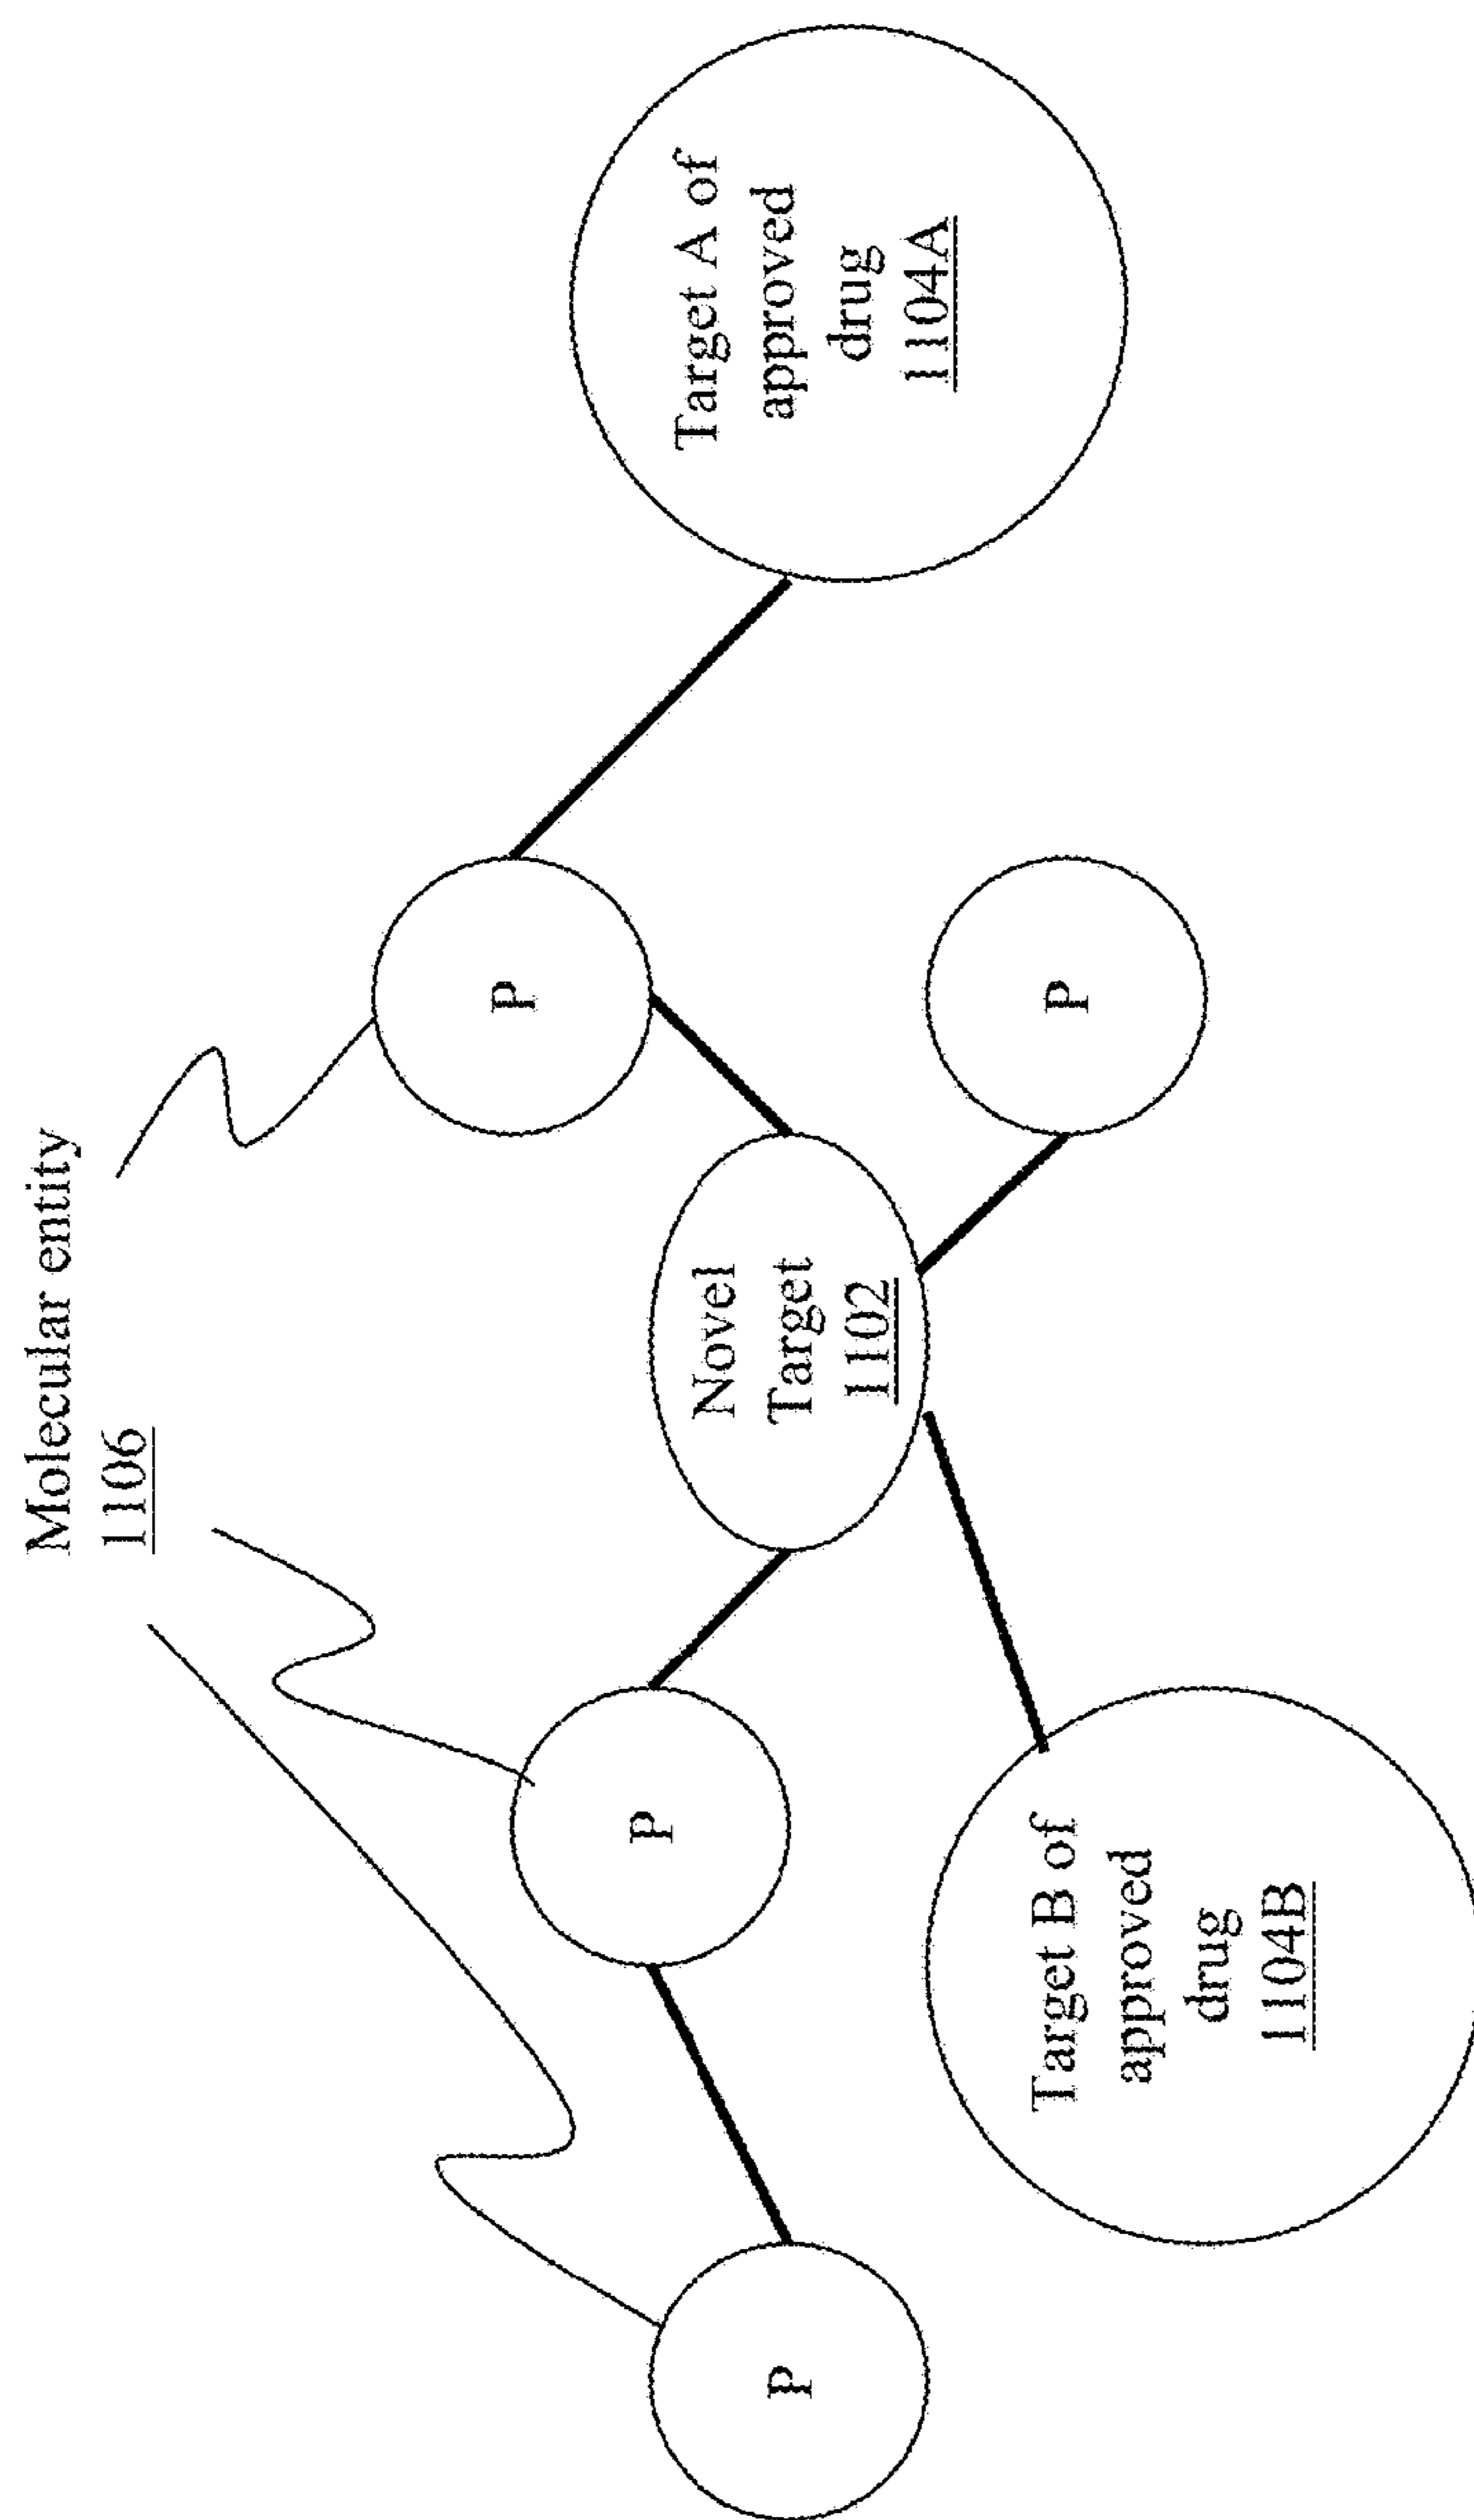 Molecular entity
1106
P
P
P
Novel
Target
1102
P
Target A of
approved
drug
1104A
Target B of
approved
drug
1104B